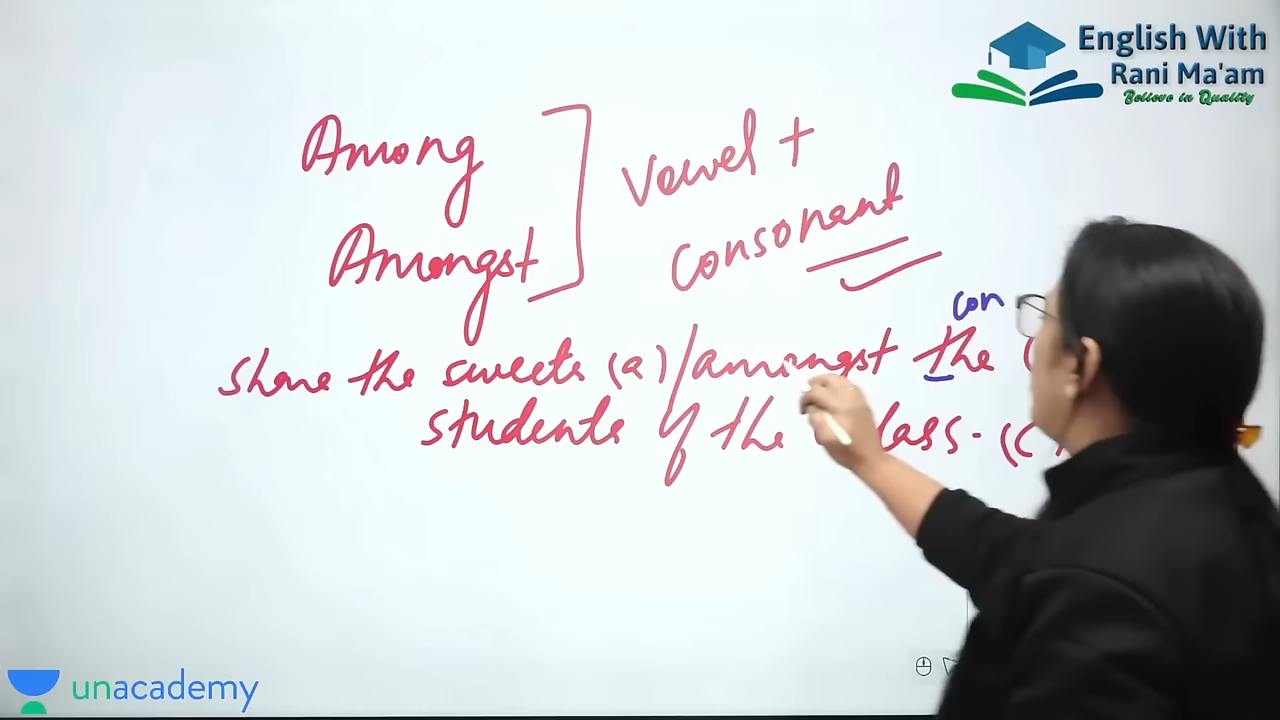 English With
Rani Ma'am
Believe in Quality
Among
Amongst
Vowel +
consonant
con
Share the sweets (a)/amongst the (
students of the class. (c
unacademy